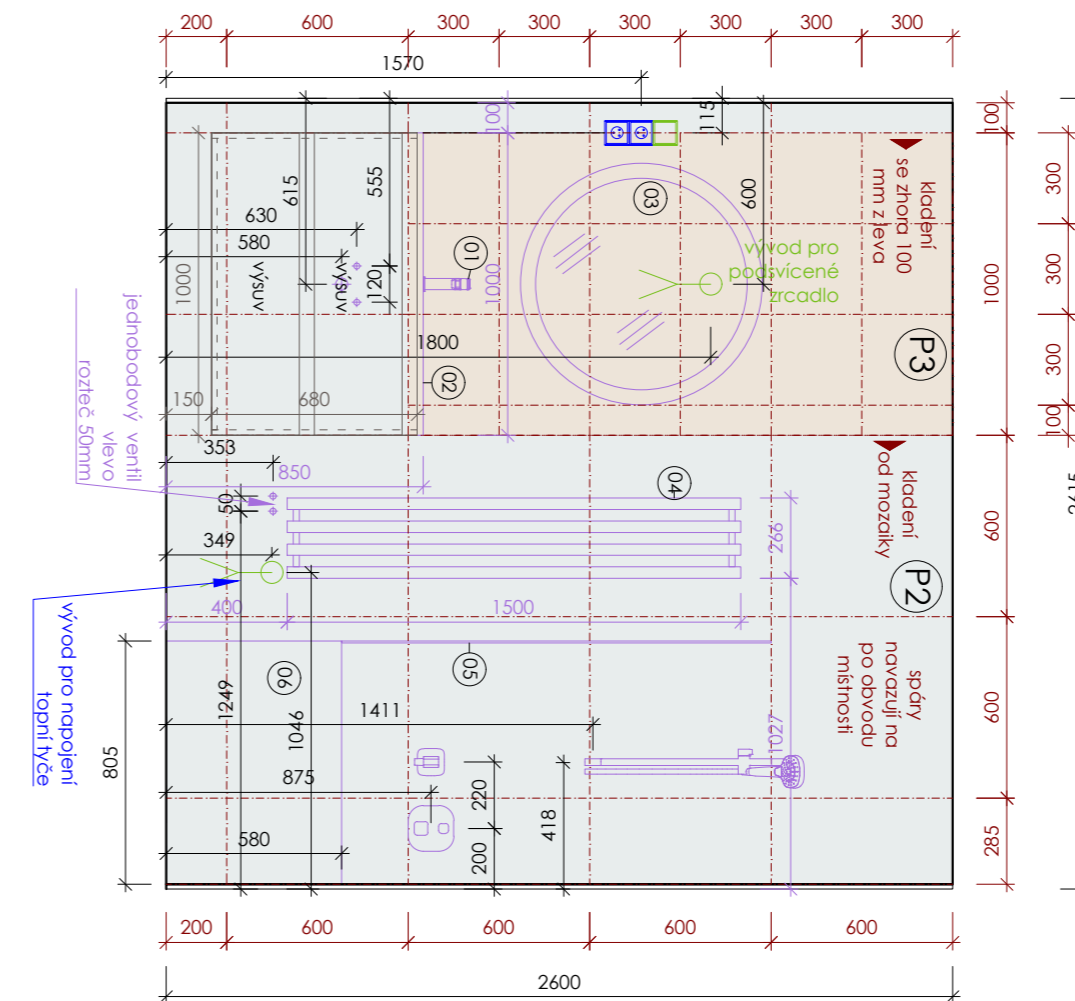 200 600 300 300 300 300 300 300
1570
100
115
100
615
555
630
580
výsuv
výsuv
120
1000
01
1000
03
600
vývod pro
podsvícené
zrcadlo
kladení
se zhora 100
mm zleva
P3
1800
02
150
680
jednobodový ventil
vlevo
rozteč 50mm
353
850
50
349
400
1500
04
266
kladení
od mozaiky
P2
spáry
navazují na
po obvodu
místnosti
05
06
1249
1046
1411
875
580
805
220
200
418
1027
vývod pro napojení
topní tyče
100
1000
600
600
285
300
300
300
100
200 600 600 600 600
2600